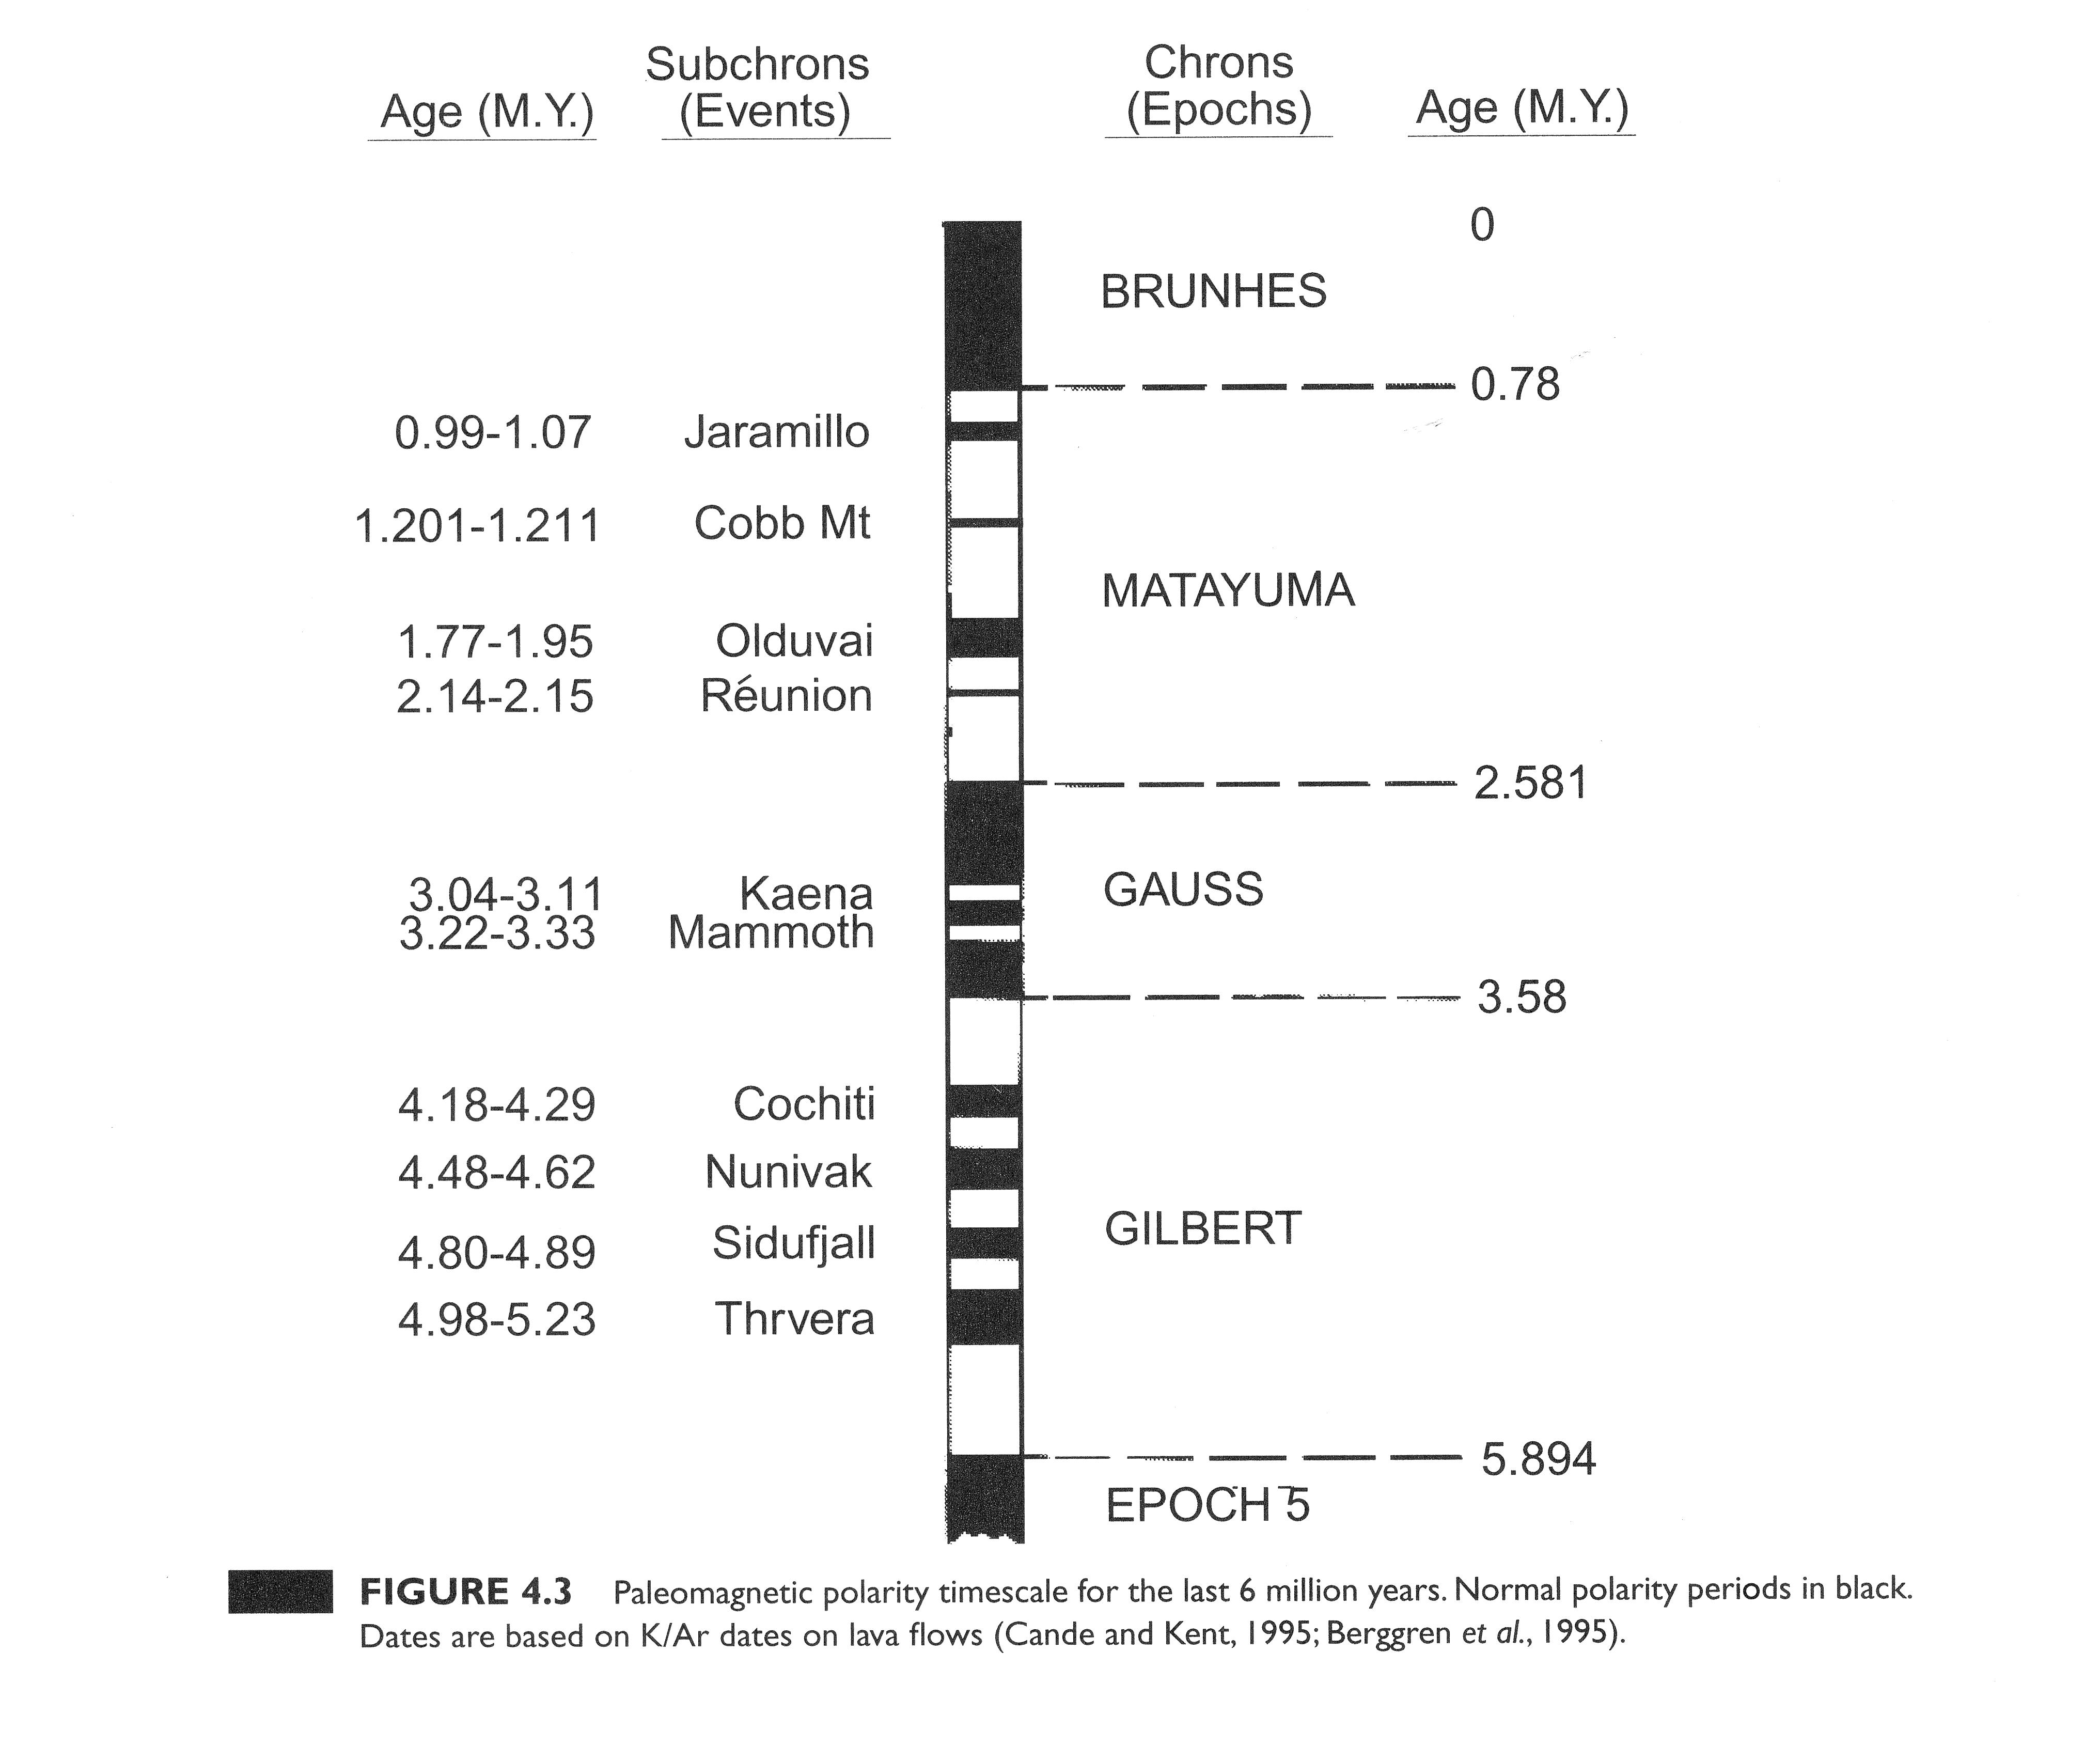 Subchrons
Chrons
Age (M.Y.)
(Events)
(Epochs)
Age (M.Y.)
0
BRUNHES
0.78
0.99-1.07 Jaramillo
1.201-1.211 Cobb Mt
MATAYUMA
1.77-1.95 Olduvai
2.14-2.15 Réunion
2.581
3.04-3.11 Kaena
GAUSS
3.22-3.33 Mammoth
3.58
4.18-4.29 Cochiti
4.48-4.62 Nunivak
GILBERT
4.80-4.89 Sidufjall
4.98-5.23 Thrvera
5.894
EPOCH 5
FIGURE 4.3 Paleomagnetic polarity timescale for the last 6 million years. Normal polarity periods in black.
Dates are based on K/Ar dates on lava flows (Cande and Kent, 1995; Berggren et al., 1995).